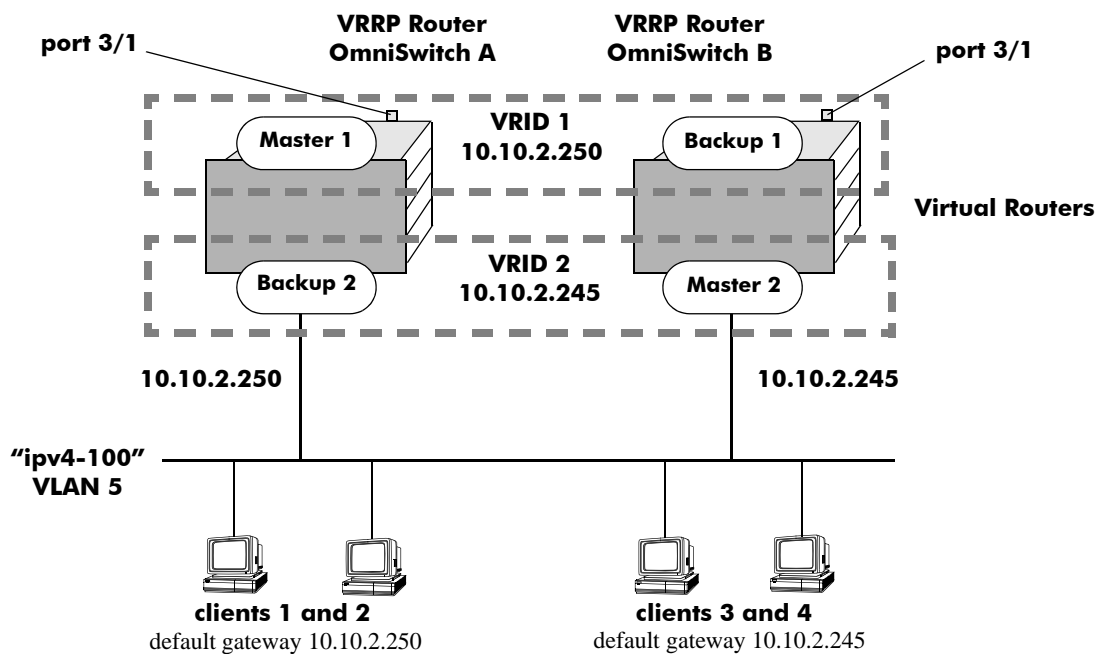 VRRP Router
OmniSwitch A
VRRP Router
OmniSwitch B
port 3/1
port 3/1
Master 1
VRID 1
10.10.2.250
Backup 1
Virtual Routers
Backup 2
VRID 2
10.10.2.245
Master 2
10.10.2.250
10.10.2.245
“ipv4-100”
VLAN 5
clients 1 and 2
default gateway 10.10.2.250
clients 3 and 4
default gateway 10.10.2.245